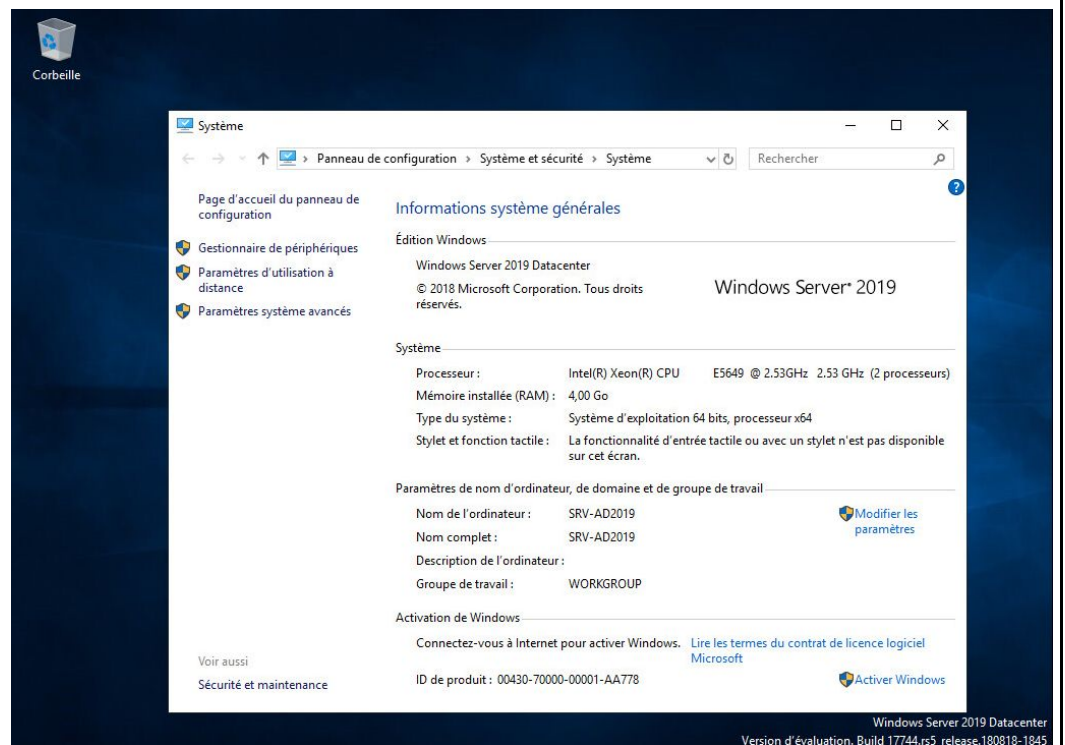 Corbeille
Système
Panneau de configuration > Système et sécurité > Système
Rechercher
Page d'accueil du panneau de
configuration
Gestionnaire de périphériques
Paramètres d'utilisation à
distance
Paramètres système avancés
Informations système générales
Édition Windows
Windows Server 2019 Datacenter
© 2018 Microsoft Corporation. Tous droits
réservés.
Windows Server® 2019
Système
Processeur : Intel(R) Xeon(R) CPU E5649 @ 2.53GHz 2.53 GHz (2 processeurs)
Mémoire installée (RAM) : 4,00 Go
Type du système : Système d'exploitation 64 bits, processeur x64
Stylet et fonction tactile : La fonctionnalité d'entrée tactile ou avec un stylet n'est pas disponible
sur cet écran.
Paramètres de nom d'ordinateur, de domaine et de groupe de travail
Nom de l'ordinateur : SRV-AD2019
Modifier les
paramètres
Nom complet : SRV-AD2019
Description de l'ordinateur :
Groupe de travail : WORKGROUP
Activation de Windows
Connectez-vous à Internet pour activer Windows. Lire les termes du contrat de licence logiciel
Microsoft
ID de produit : 00430-70000-00001-AA778
Activer Windows
Voir aussi
Sécurité et maintenance
Windows Server 2019 Datacenter
Version d'évaluation. Build 17744.rs5_release.180818-1845